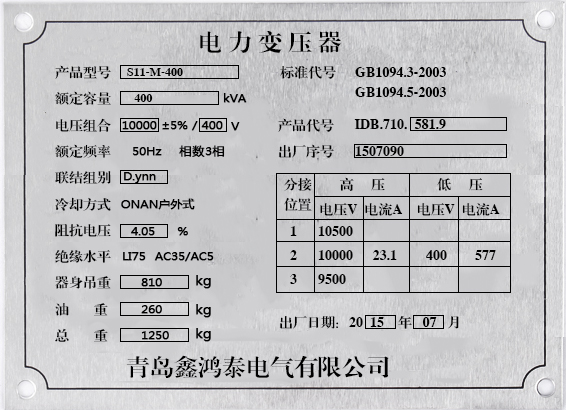 电力变压器
产品型号 S11-M-400
标准代号 GB1094.3-2003
GB1094.5-2003
额定容量 400 kVA
电压组合 10000 ±5% / 400 V
产品代号 IDB.710. 581.9
额定频率 50Hz 相数3相
出厂序号 1507090
联结组别 D.ynn
冷却方式 ONAN户外式
阻抗电压 4.05 %
绝缘水平 LI75 AC35/AC5
器身吊重 810 kg
油 重 260 kg
总 重 1250 kg
分接位置 高 压 低 压
电压V 电流A 电压V 电流A
1 10500
2 10000 23.1 400 577
3 9500
出厂日期: 20 15 年 07 月
青岛鑫鸿泰电气有限公司